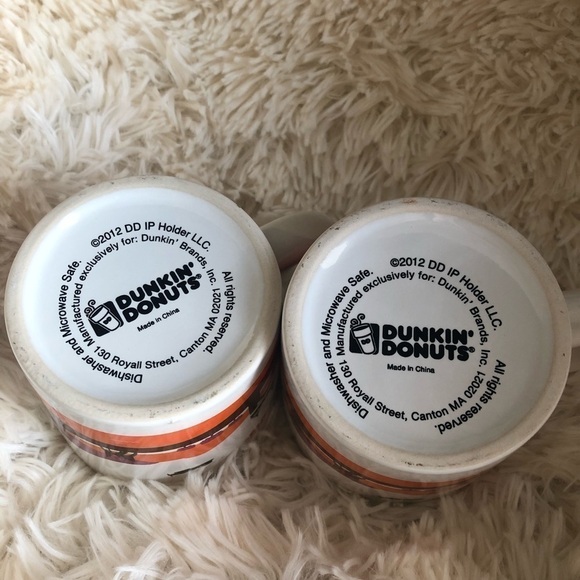 ©2012 DD IP Holder LLC. All rights reserved.
Manufactured exclusively for: Dunkin' Brands, Inc.
130 Royall Street, Canton MA 02021
Dishwasher and Microwave Safe.
DUNKIN'
DONUTS®
Made in China
©2012 DD IP Holder LLC. All rights reserved.
Manufactured exclusively for: Dunkin' Brands, Inc.
130 Royall Street, Canton MA 02021
Dishwasher and Microwave Safe.
DUNKIN'
DONUTS®
Made in China